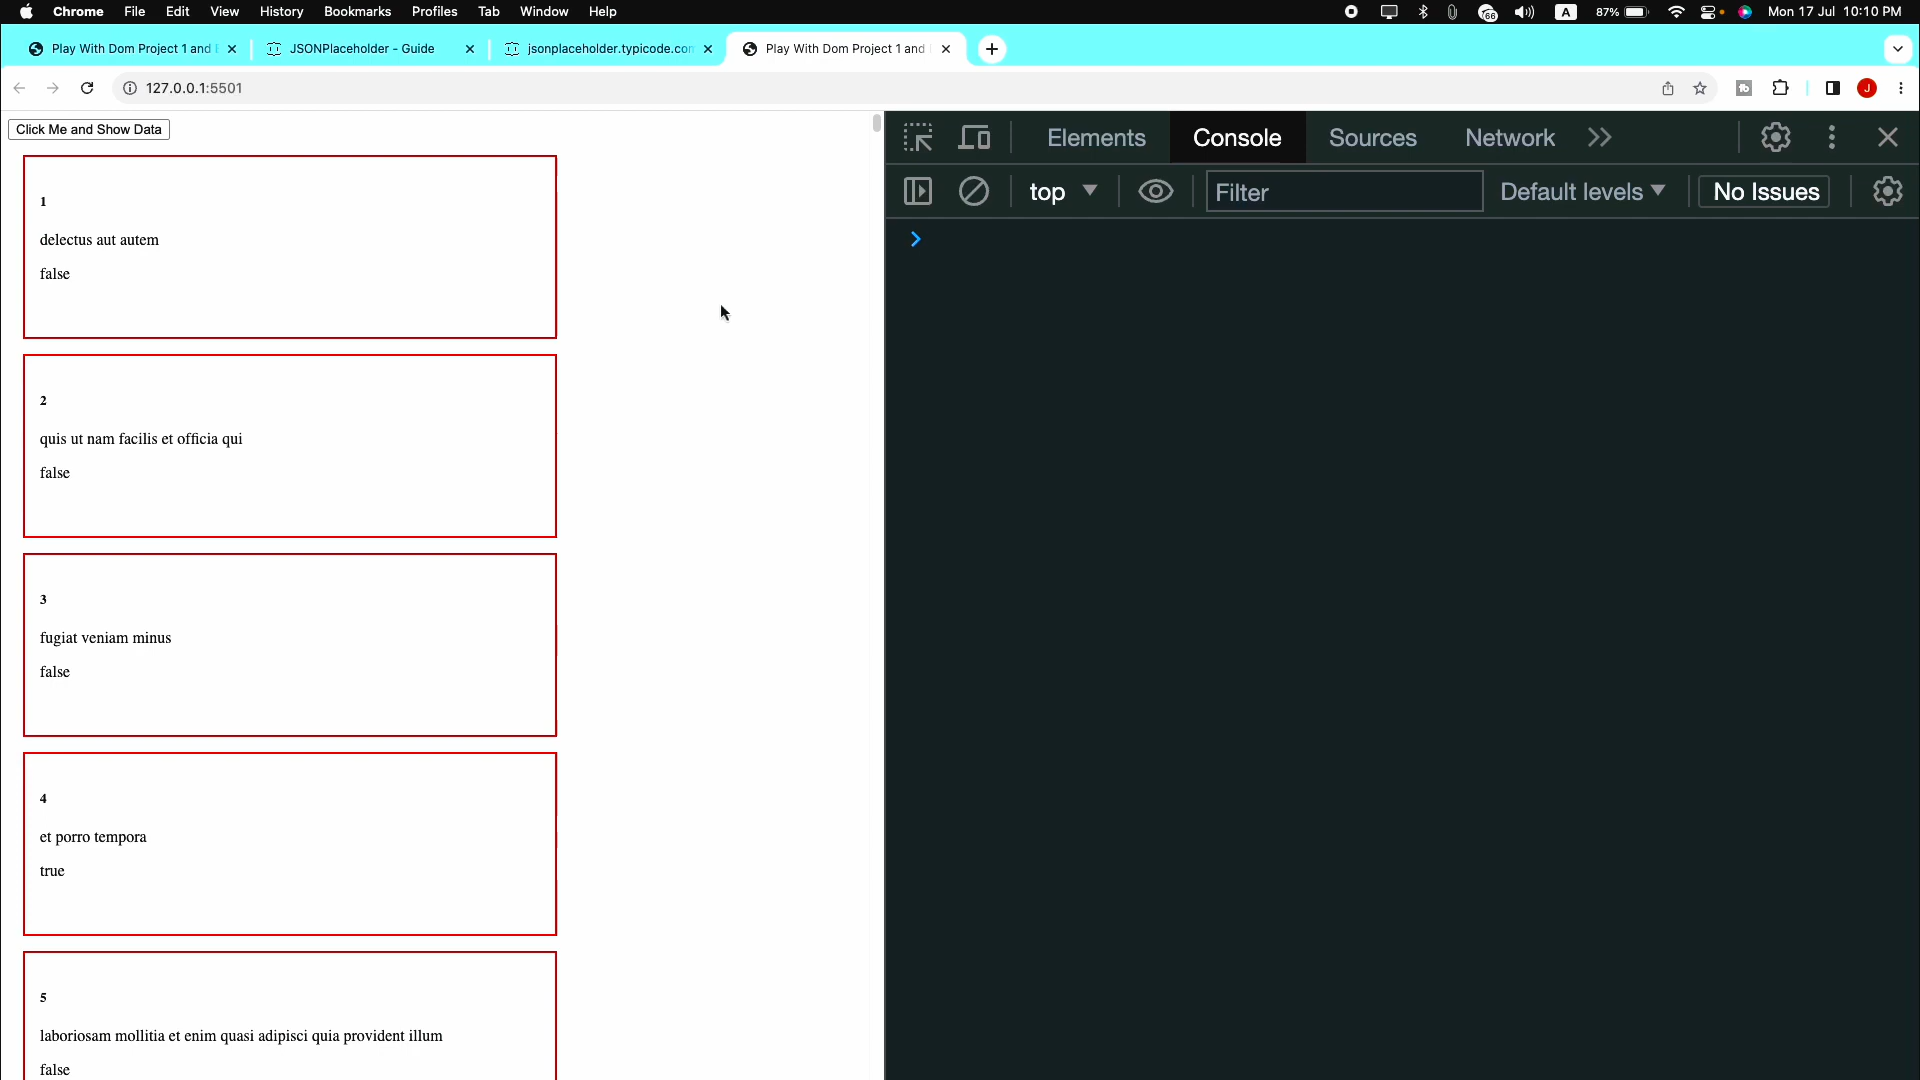 Chrome File Edit View History Bookmarks Profiles Tab Window Help 66 A 87% Mon 17 Jul 10:10 PM
Play With Dom Project 1 and JSONPlaceholder - Guide jsonplaceholder.typicode.com Play With Dom Project 1 and
127.0.0.1:5501 J
Click Me and Show Data
1
delectus aut autem
false
2
quis ut nam facilis et officia qui
false
3
fugiat veniam minus
false
4
et porro tempora
true
5
laboriosam mollitia et enim quasi adipisci quia provident illum
false
Elements Console Sources Network
top Filter Default levels No Issues